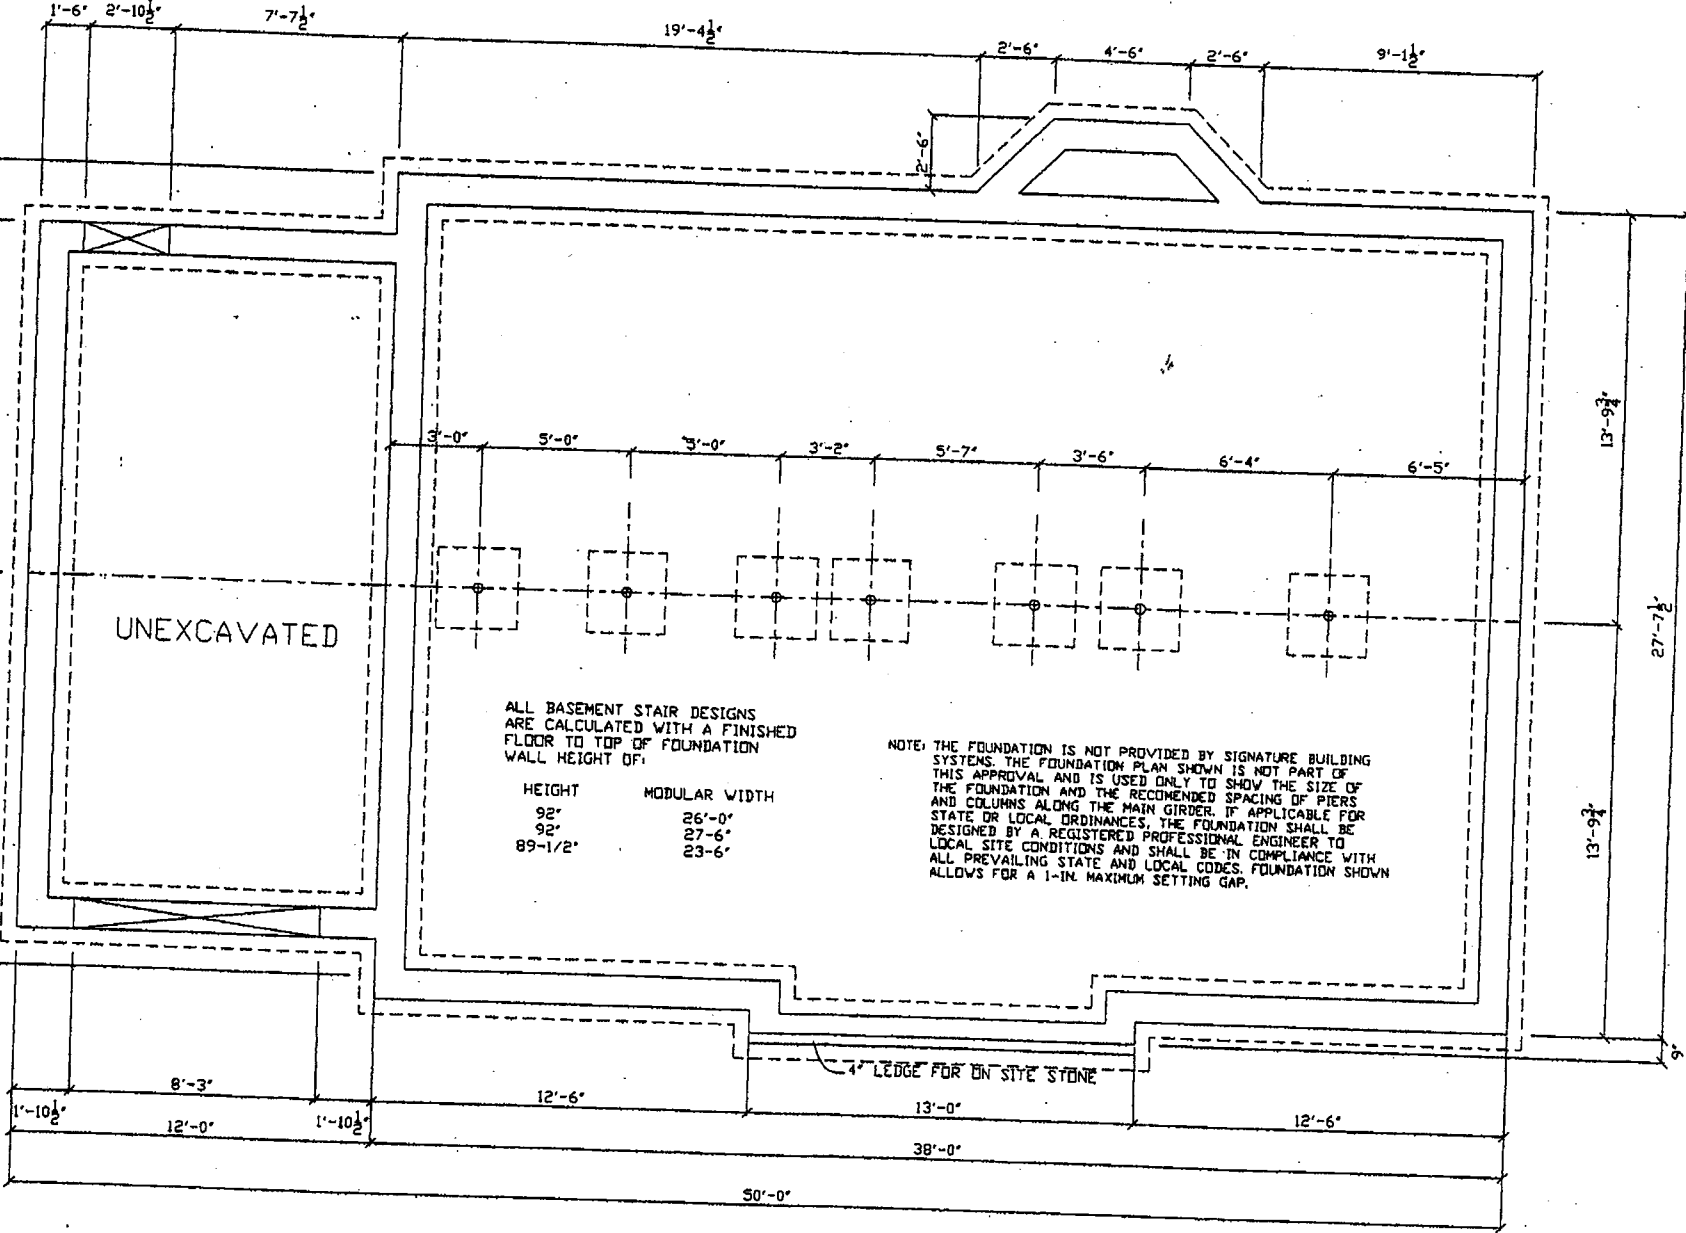 1'-6" 2'-10½" 7'-7½" 19'-4½" 2'-6" 4'-6" 2'-6" 9'-1½"
2'-6"
13'-9¾"
3'-0" 5'-0" 5'-0" 3'-2" 5'-7" 3'-6" 6'-4" 6'-5"
27'-7½"
UNEXCAVATED
ALL BASEMENT STAIR DESIGNS
ARE CALCULATED WITH A FINISHED
FLOOR TO TOP OF FOUNDATION
WALL HEIGHT OF:
HEIGHT MODULAR WIDTH
92" 26'-0"
92" 27-6"
89-1/2" 23-6"
NOTE: THE FOUNDATION IS NOT PROVIDED BY SIGNATURE BUILDING
SYSTEMS. THE FOUNDATION PLAN SHOWN IS NOT PART OF
THIS APPROVAL AND IS USED ONLY TO SHOW THE SIZE OF
THE FOUNDATION AND THE RECOMENDED SPACING OF PIERS
AND COLUMNS ALONG THE MAIN GIRDER. IF APPLICABLE FOR
STATE OR LOCAL ORDINANCES, THE FOUNDATION SHALL BE
DESIGNED BY A REGISTERED PROFESSIONAL ENGINEER TO
LOCAL SITE CONDITIONS AND SHALL BE IN COMPLIANCE WITH
ALL PREVAILING STATE AND LOCAL CODES. FOUNDATION SHOWN
ALLOWS FOR A 1-IN. MAXIMUM SETTING GAP.
13'-9¾"
9"
4" LEDGE FOR ON SITE STONE
8'-3" 12'-6" 13'-0" 12'-6"
1'-10½" 12'-0" 1'-10½"
38'-0"
50'-0"